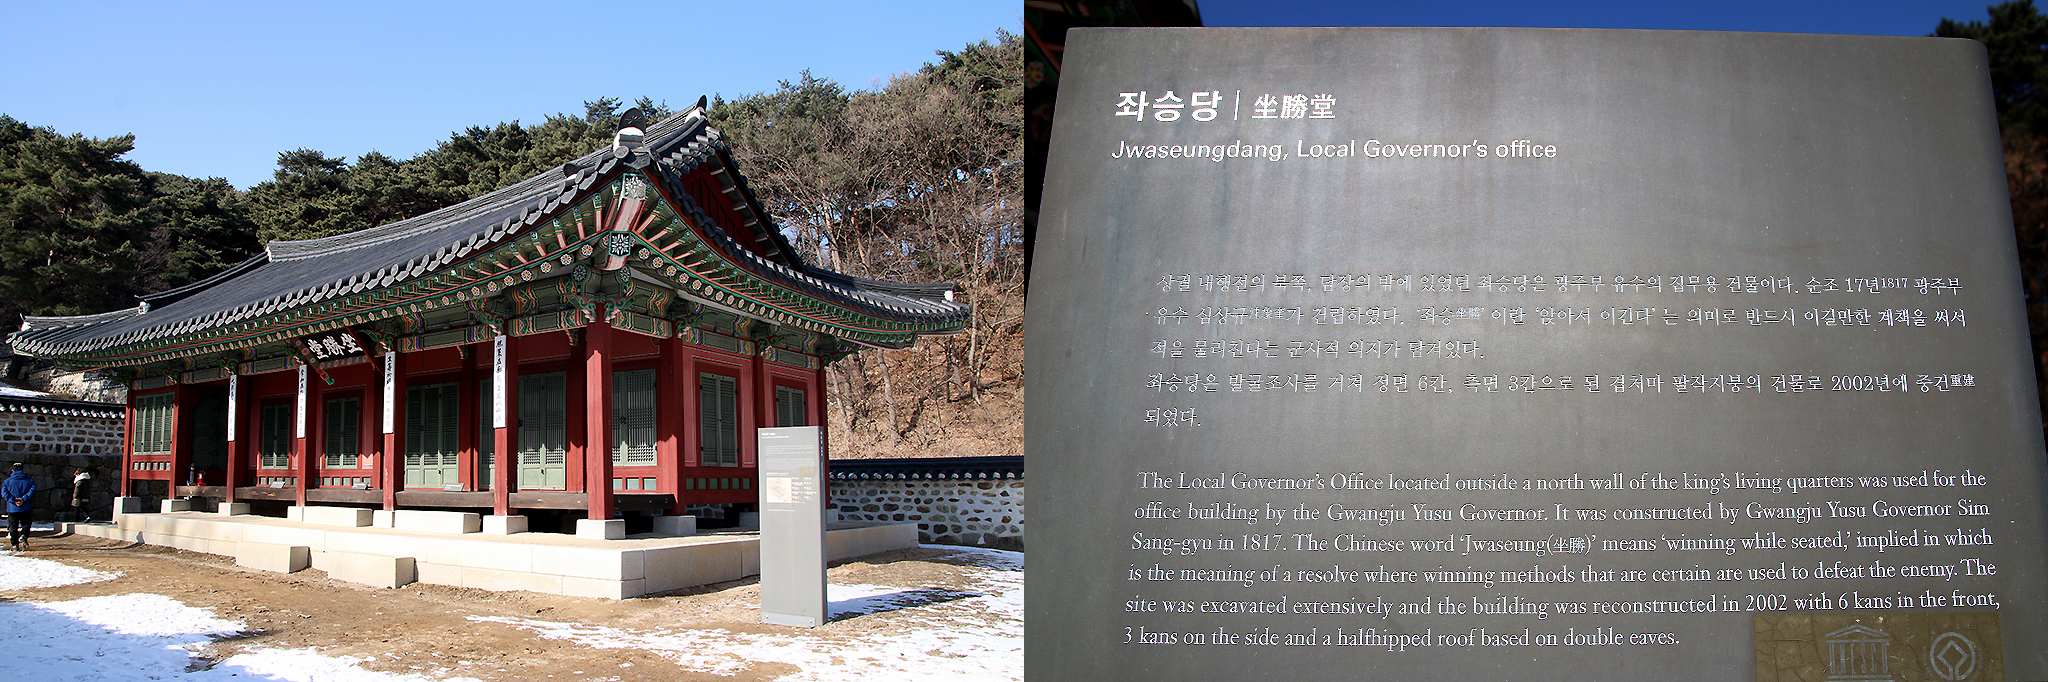 坐勝堂
좌승당 | 坐勝堂
Jwaseungdang, Local Governor's office
상궐 내행전의 북쪽, 담장의 밖에 있었던 좌승당은 광주부 유수의 집무용 건물이다. 순조 17년1817 광주부
유수 심상규沈象奎가 건립하였다. '좌승坐勝' 이란 '앉아서 이긴다' 는 의미로 반드시 이길만한 계책을 써서
적을 물리친다는 군사적 의지가 담겨있다.
좌승당은 발굴조사를 거쳐 정면 6칸, 측면 3칸으로 된 겹처마 팔작지붕의 건물로 2002년에 중건重建
되었다.
The Local Governor's Office located outside a north wall of the king's living quarters was used for the
office building by the Gwangju Yusu Governor. It was constructed by Gwangju Yusu Governor Sim
Sang-gyu in 1817. The Chinese word 'Jwaseung(坐勝)' means 'winning while seated,' implied in which
is the meaning of a resolve where winning methods that are certain are used to defeat the enemy. The
site was excavated extensively and the building was reconstructed in 2002 with 6 kans in the front,
3 kans on the side and a halfhipped roof based on double eaves.